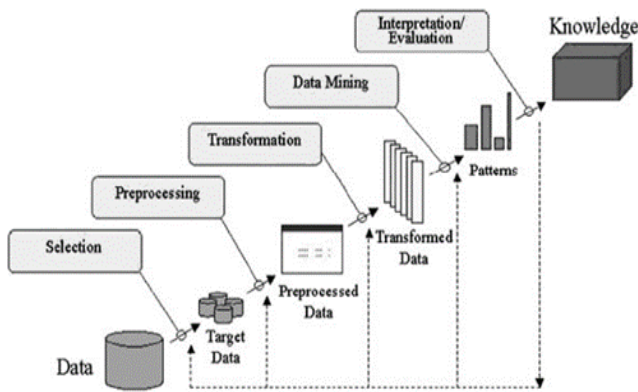 Interpretation/
Evaluation
Knowledge
Data Mining
Transformation
Patterns
Preprocessing
Transformed
Data
Selection
Preprocessed
Data
Target
Data
Data